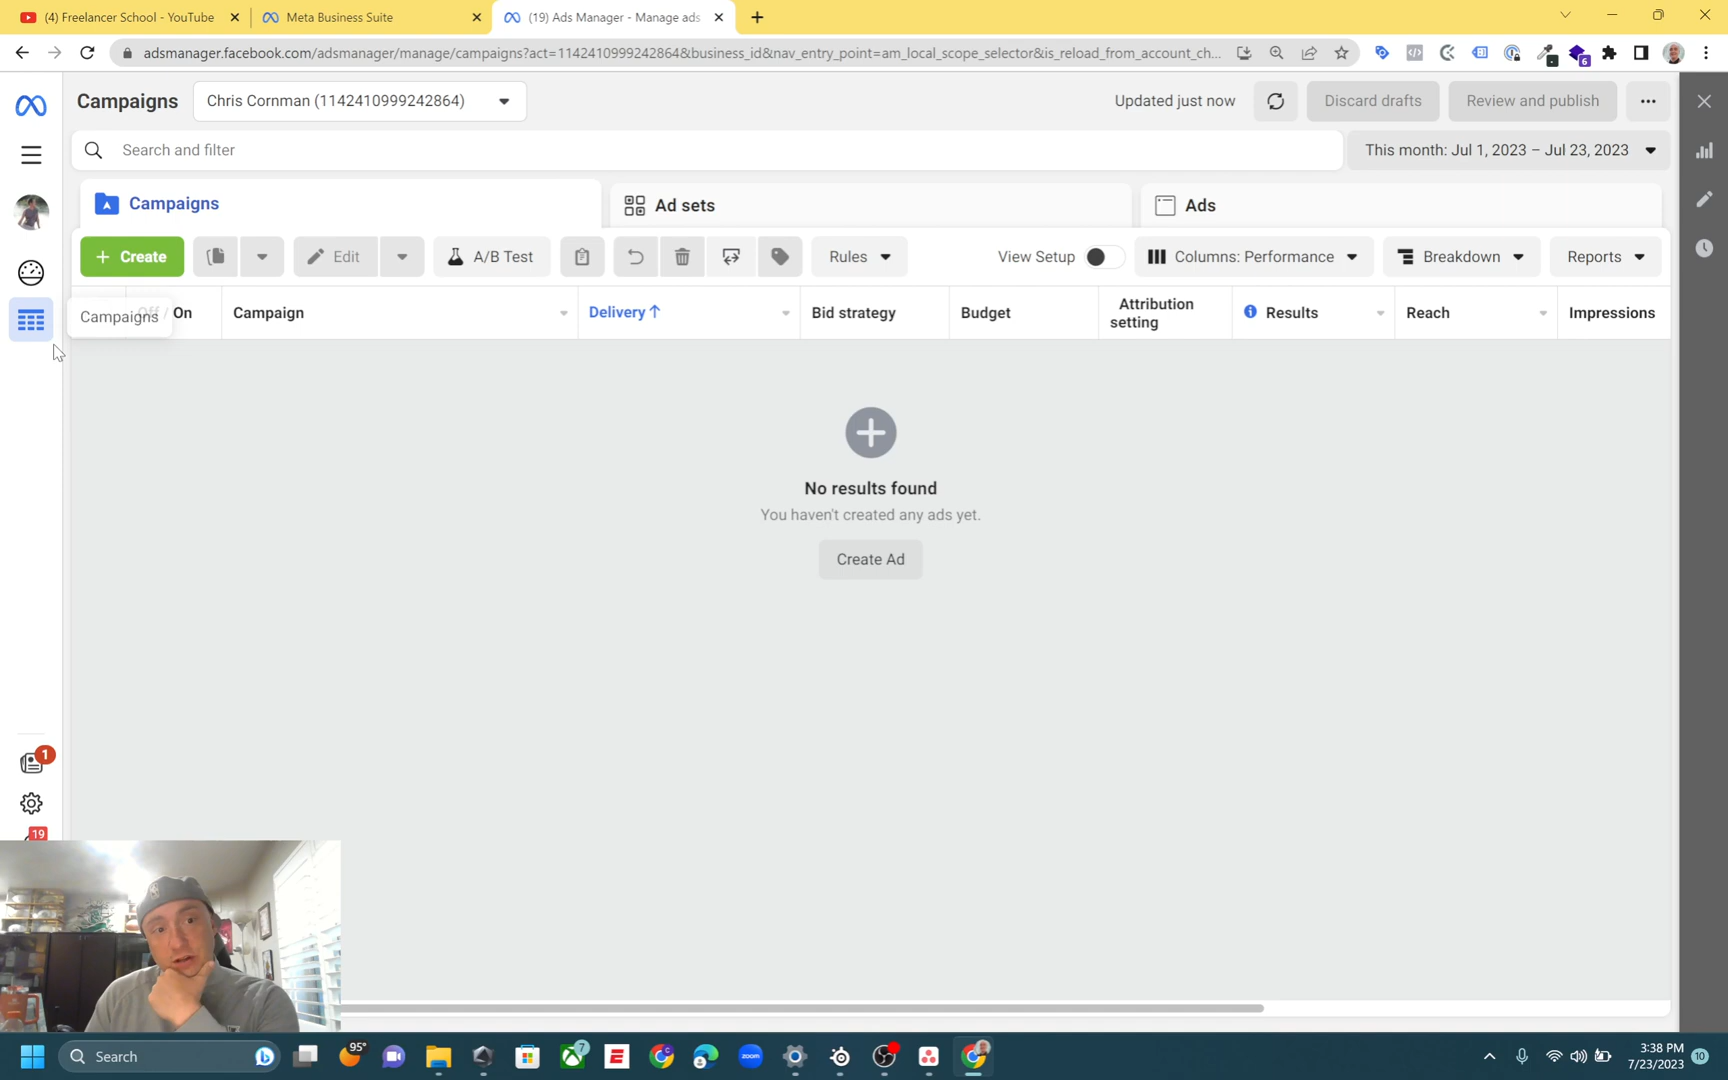 (4) Freelancer School - YouTube
Meta Business Suite
(19) Ads Manager - Manage ads
adsmanager.facebook.com/adsmanager/manage/campaigns?act=1142410999242864&business_id&nav_entry_point=am_local_scope_selector&is_reload_from_account_ch...
6
Campaigns
Chris Cornman (1142410999242864)
Updated just now
Discard drafts
Review and publish
Search and filter
This month: Jul 1, 2023 – Jul 23, 2023
Campaigns
Ad sets
Ads
+ Create
Edit
A/B Test
Rules
View Setup
Columns: Performance
Breakdown
Reports
Campaigns
Off / On
Campaign
Delivery ↑
Bid strategy
Budget
Attribution setting
Results
Reach
Impressions
No results found
You haven't created any ads yet.
Create Ad
1
19
Search
95°
7
zoom
3:38 PM
7/23/2023
10